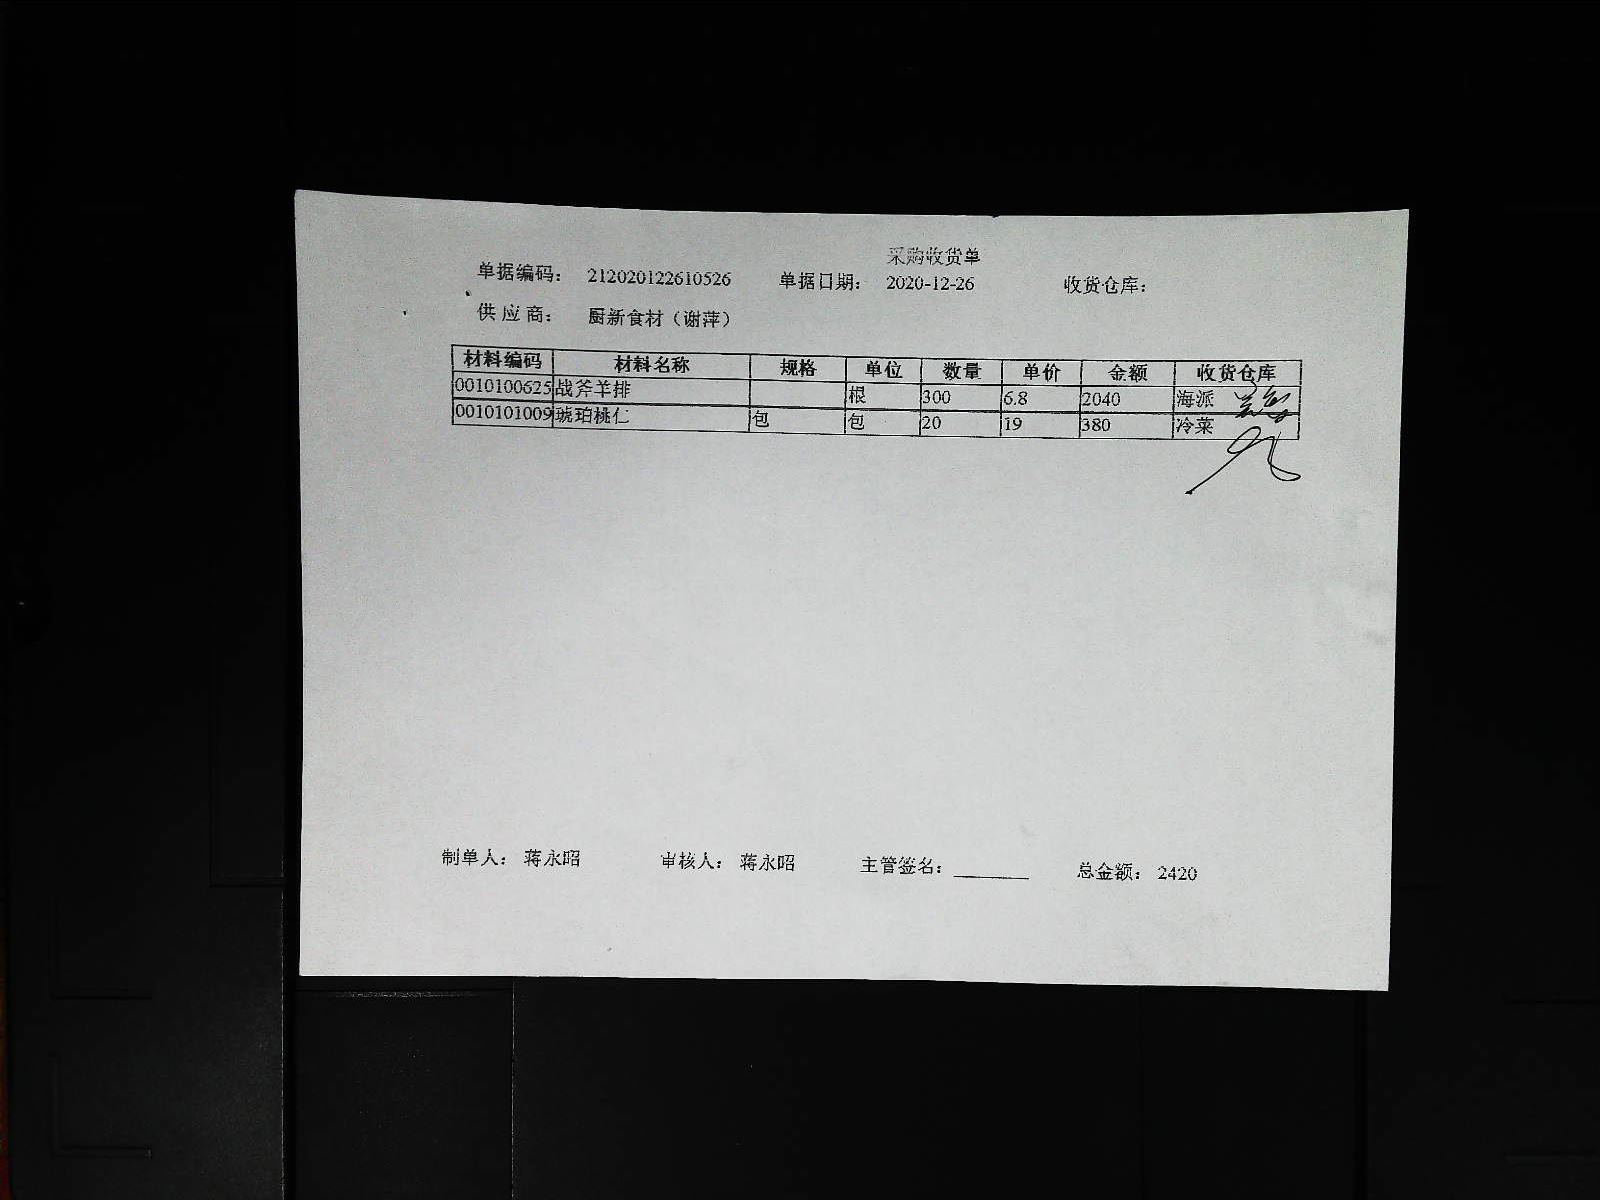 采购收货单
单据编码： 212020122610526 单据日期： 2020-12-26 收货仓库：
供应商： 厨新食材（谢萍）
材料编码 材料名称 规格 单位 数量 单价 金额 收货仓库
0010100625 战斧羊排 根 300 6.8 2040 海派
0010101009 琥珀桃仁 包 包 20 19 380 冷菜
制单人： 蒋永昭 审核人： 蒋永昭 主管签名： 总金额： 2420